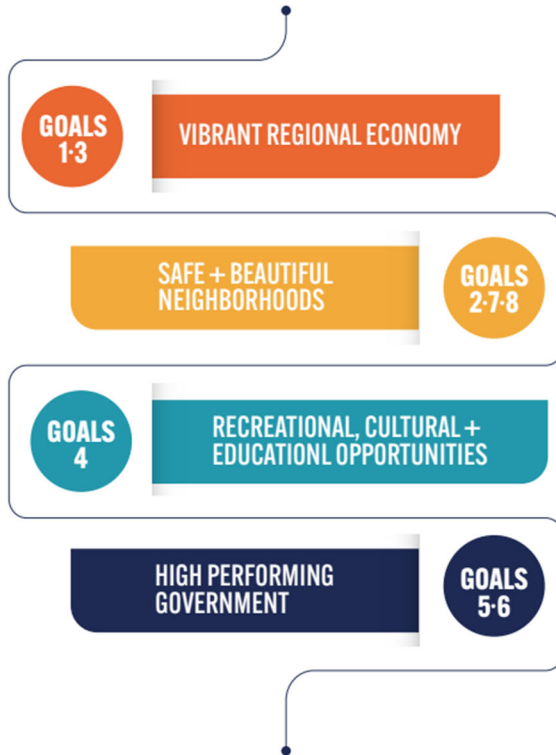 GOALS
1·3
VIBRANT REGIONAL ECONOMY
SAFE + BEAUTIFUL
NEIGHBORHOODS
GOALS
2·7·8
GOALS
4
RECREATIONAL, CULTURAL +
EDUCATIONL OPPORTUNITIES
HIGH PERFORMING
GOVERNMENT
GOALS
5·6